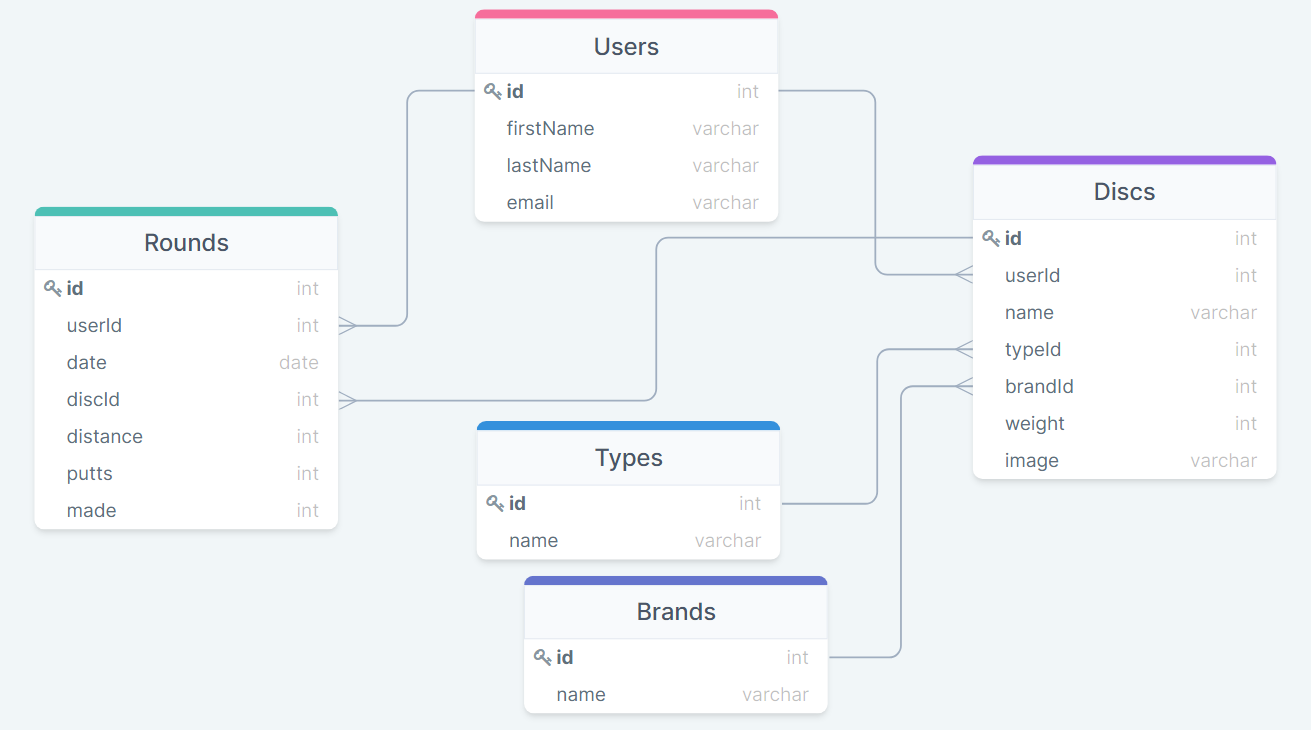 Users
id int
firstName varchar
lastName varchar
email varchar
Discs
id int
userId int
name varchar
typeId int
brandId int
weight int
image varchar
Rounds
id int
userId int
date date
discId int
distance int
putts int
made int
Types
id int
name varchar
Brands
id int
name varchar